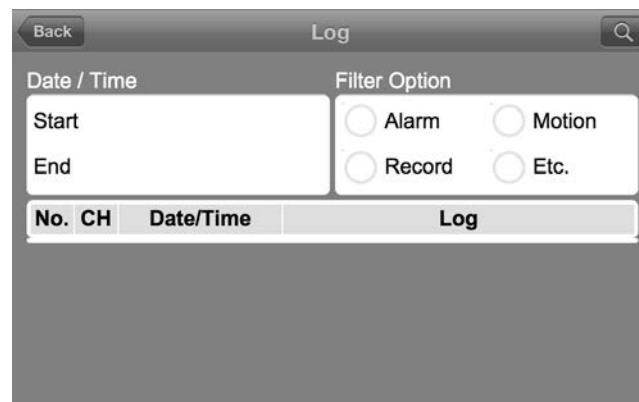 Back Log
Date / Time Filter Option
Start Alarm Motion
End Record Etc.
No. CH Date/Time Log